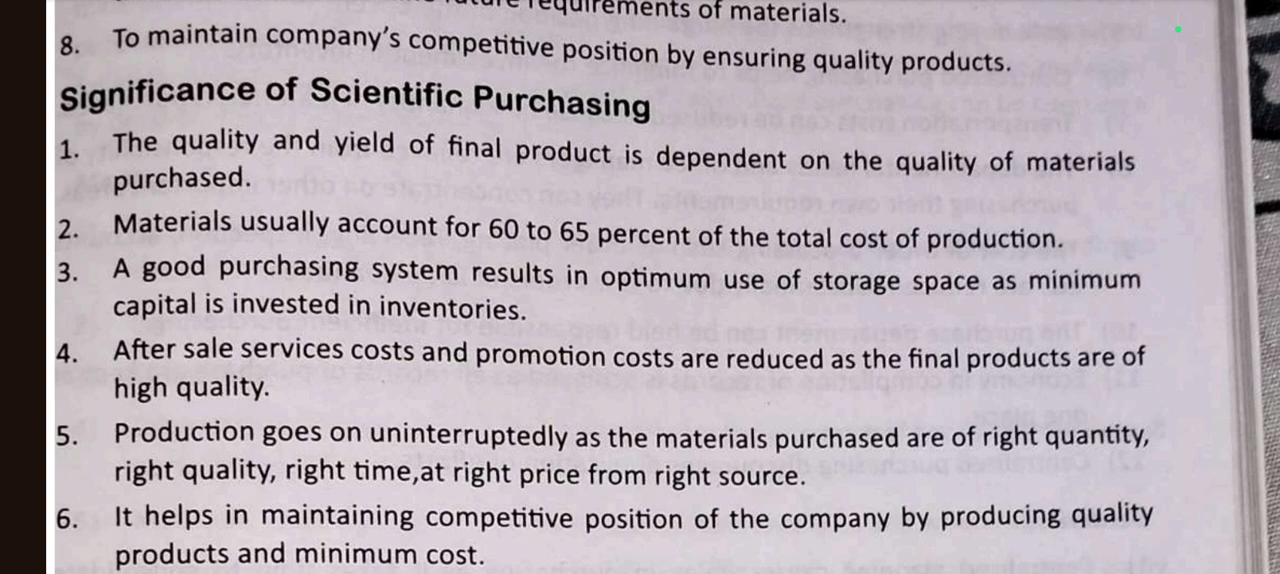 requirements of materials.
8. To maintain company's competitive position by ensuring quality products.
Significance of Scientific Purchasing
1. The quality and yield of final product is dependent on the quality of materials
purchased.
2. Materials usually account for 60 to 65 percent of the total cost of production.
3. A good purchasing system results in optimum use of storage space as minimum
capital is invested in inventories.
4. After sale services costs and promotion costs are reduced as the final products are of
high quality.
5. Production goes on uninterruptedly as the materials purchased are of right quantity,
right quality, right time,at right price from right source.
6. It helps in maintaining competitive position of the company by producing quality
products and minimum cost.